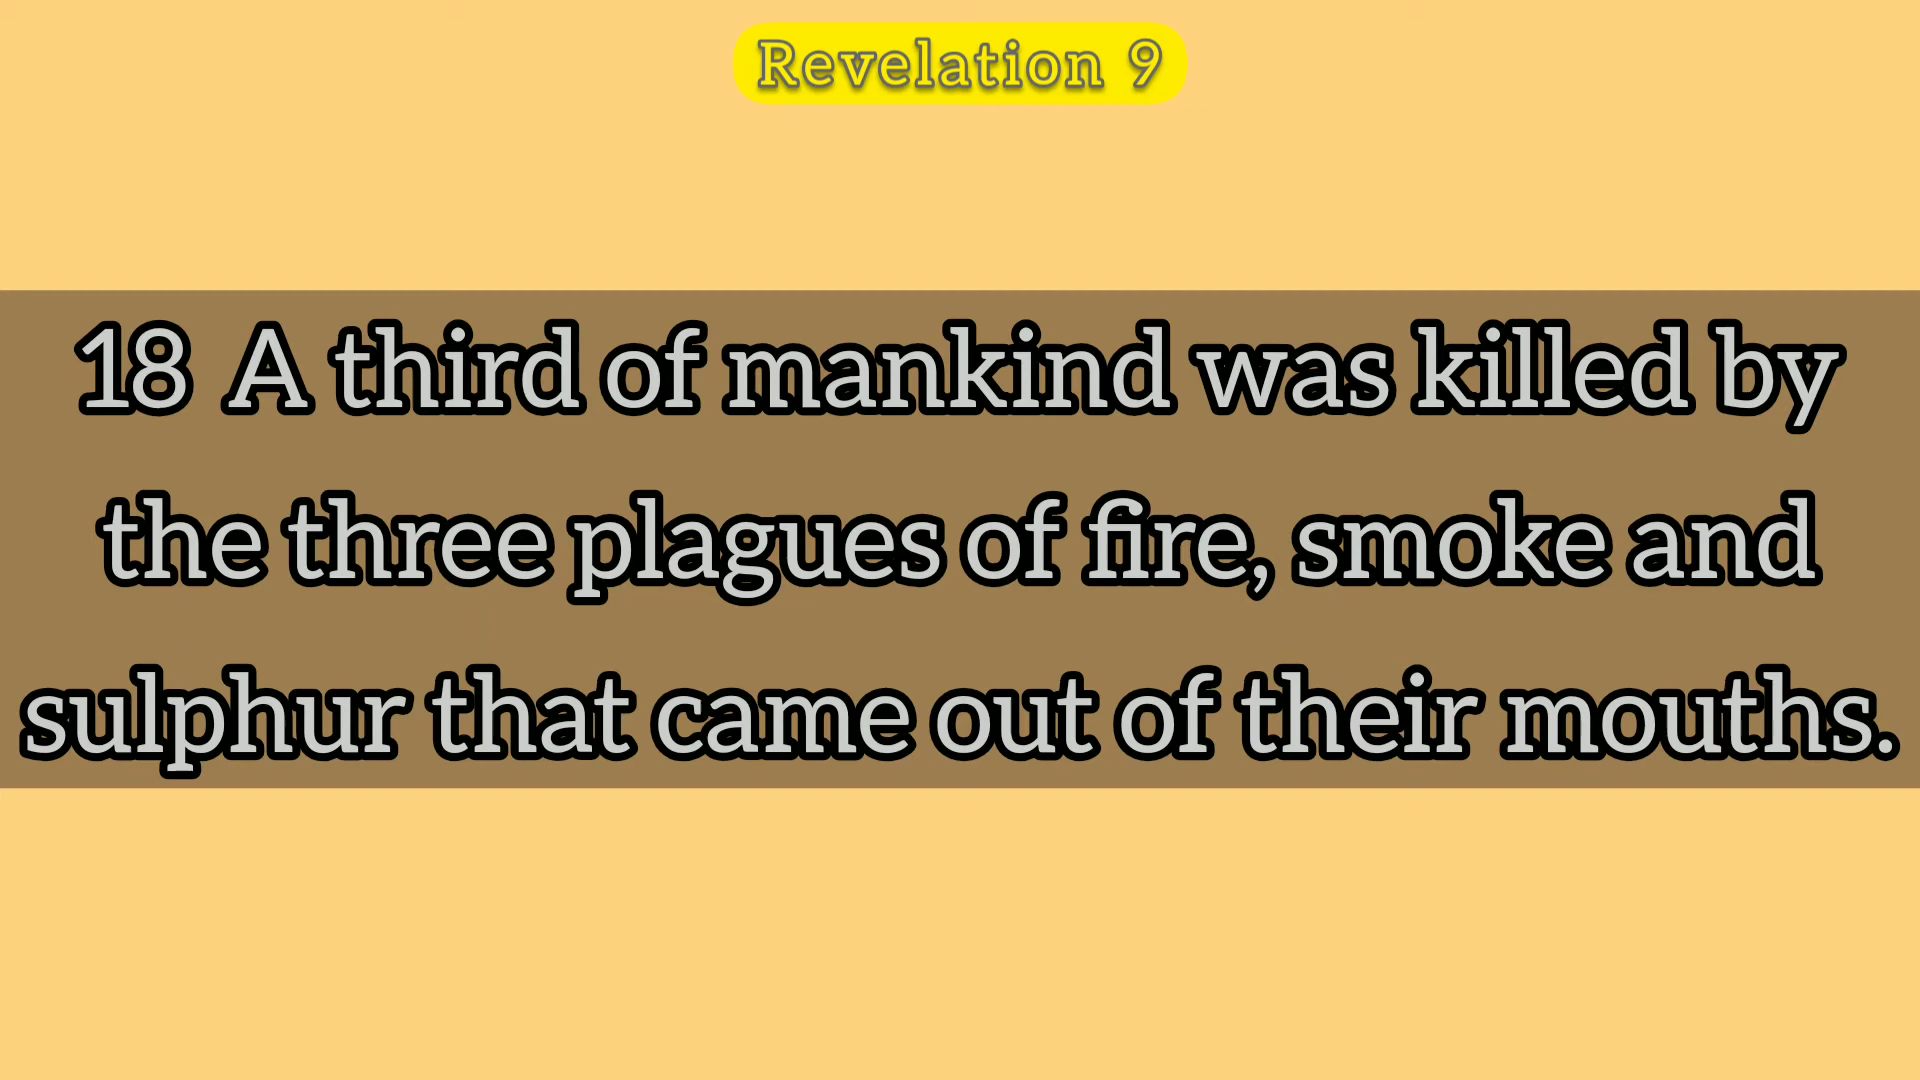 Revelation 9
18 A third of mankind was killed by
the three plagues of fire, smoke and
sulphur that came out of their mouths.